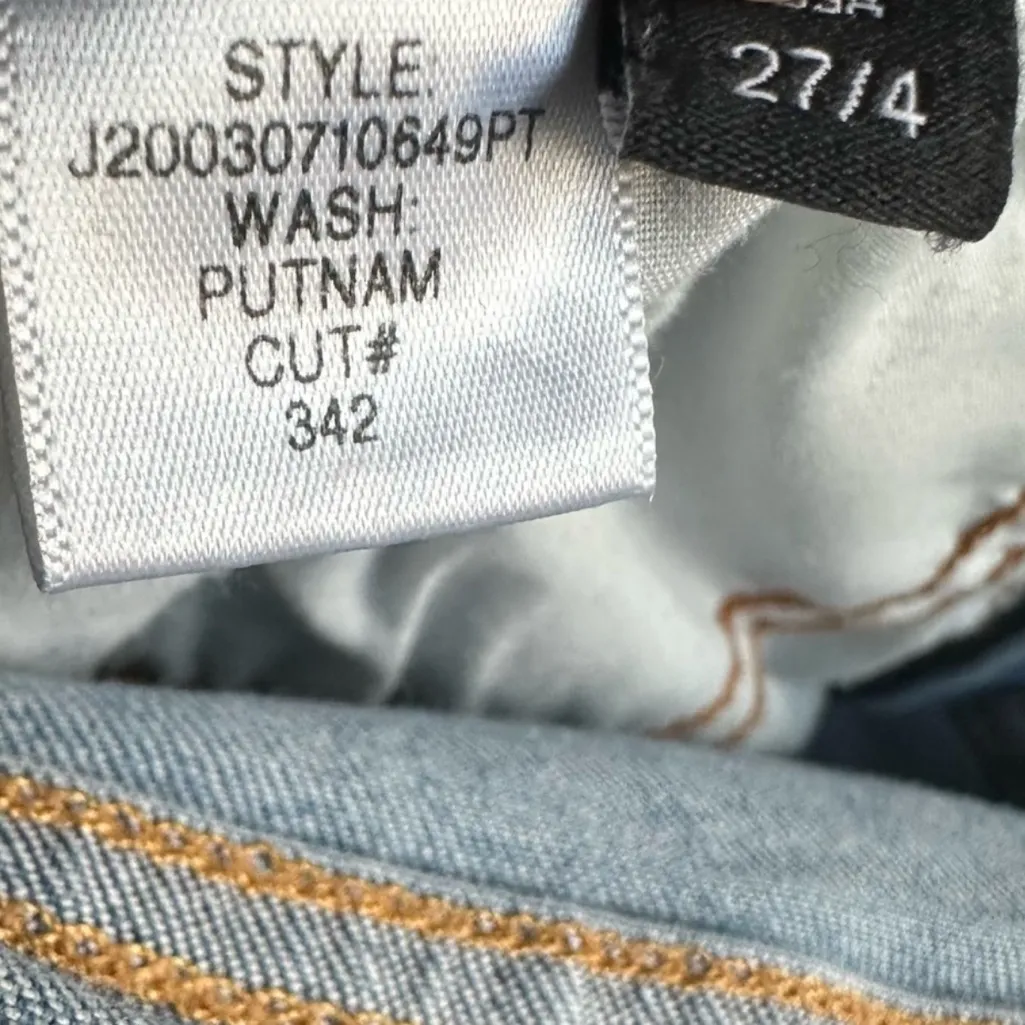 STYLE:
J20030710649PT
WASH:
PUTNAM
CUT#
342
27/4